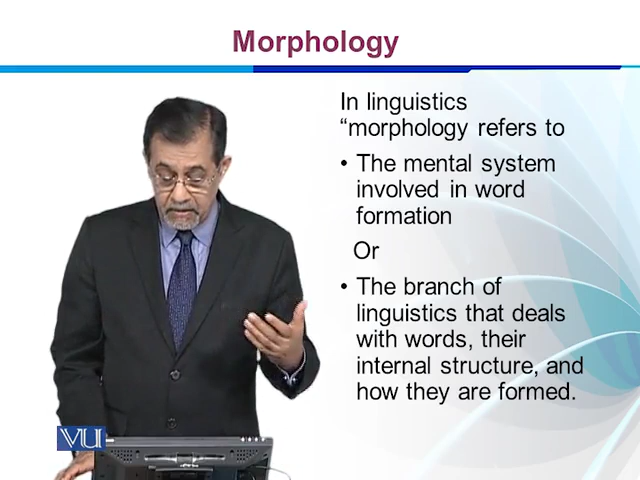 Morphology
In linguistics
“morphology refers to
• The mental system
involved in word
formation
Or
• The branch of
linguistics that deals
with words, their
internal structure, and
how they are formed.
VU